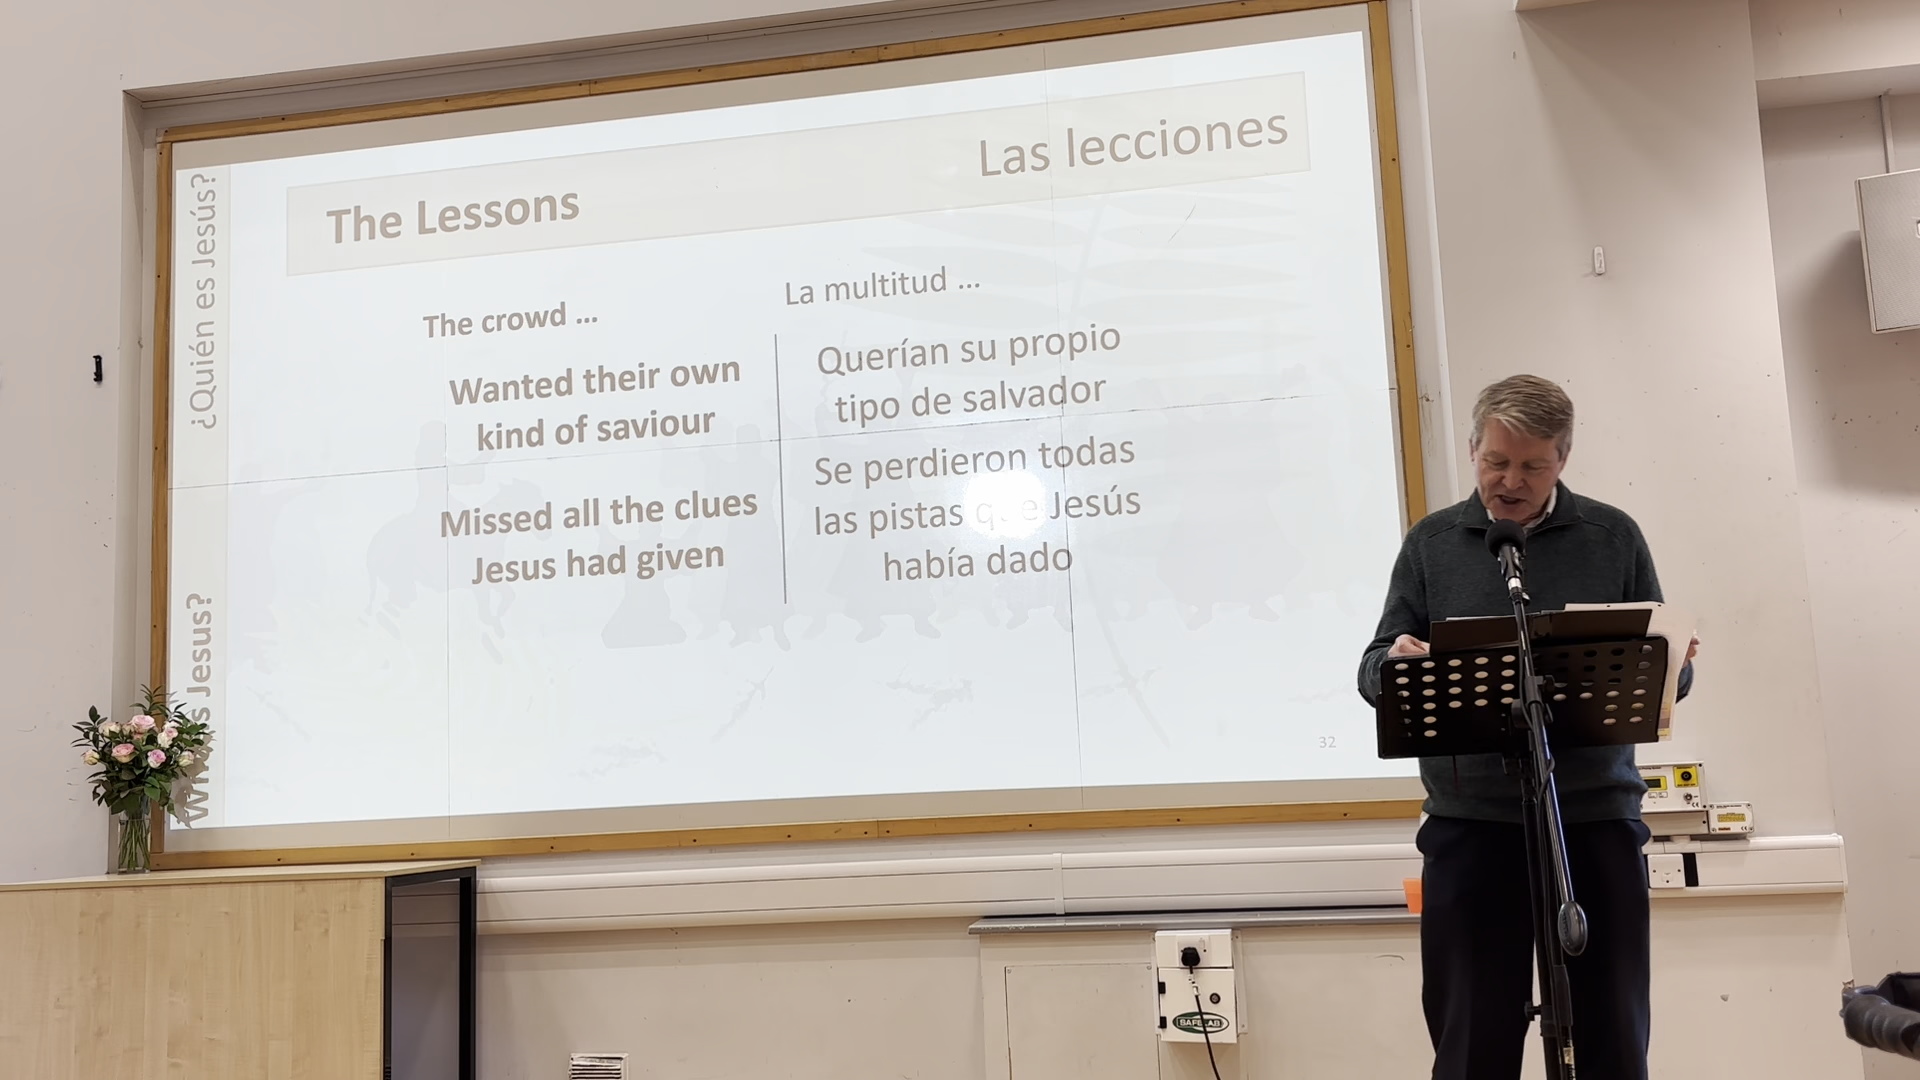 The Lessons
Las lecciones
The crowd ...
Wanted their own
kind of saviour
Missed all the clues
Jesus had given
La multitud ...
Querían su propio
tipo de salvador
Se perdieron todas
las pistas que Jesús
había dado
¿Quién es Jesús?
Jesus?
32
SAFELAB